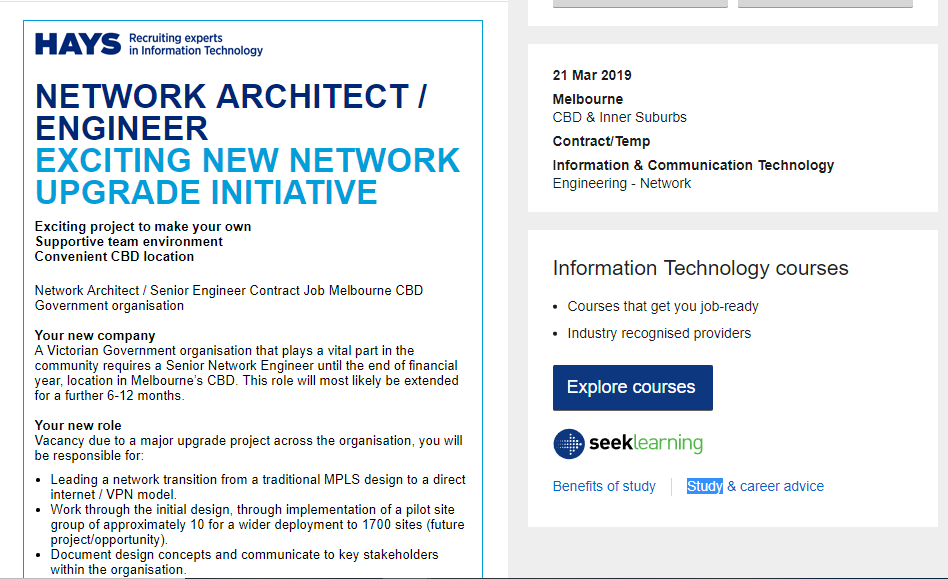 HAYS Recruiting experts
in Information Technology
NETWORK ARCHITECT /
ENGINEER
EXCITING NEW NETWORK
UPGRADE INITIATIVE
Exciting project to make your own
Supportive team environment
Convenient CBD location
Network Architect / Senior Engineer Contract Job Melbourne CBD
Government organisation
Your new company
A Victorian Government organisation that plays a vital part in the
community requires a Senior Network Engineer until the end of financial
year, location in Melbourne's CBD. This role will most likely be extended
for a further 6-12 months.
Your new role
Vacancy due to a major upgrade project across the organisation, you will
be responsible for:
• Leading a network transition from a traditional MPLS design to a direct
internet / VPN model.
• Work through the initial design, through implementation of a pilot site
group of approximately 10 for a wider deployment to 1700 sites (future
project/opportunity).
• Document design concepts and communicate to key stakeholders
within the organisation.
21 Mar 2019
Melbourne
CBD & Inner Suburbs
Contract/Temp
Information & Communication Technology
Engineering - Network
Information Technology courses
• Courses that get you job-ready
• Industry recognised providers
Explore courses
seeklearning
Benefits of study
Study & career advice